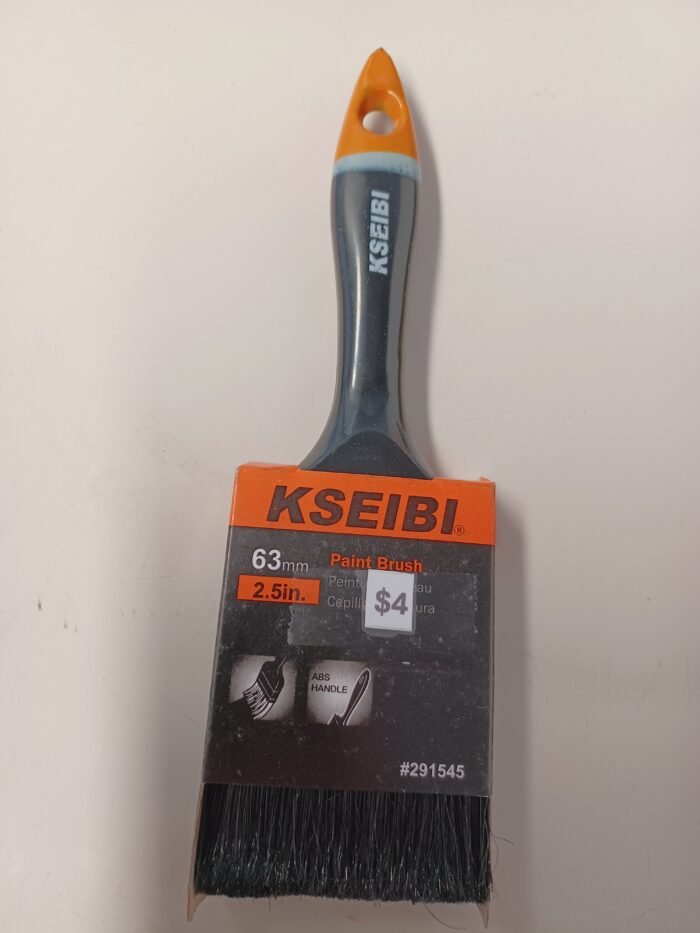 KSEIBI
KSEIBI®
63mm Paint Brush
2.5in.
$4
ABS
HANDLE
#291545